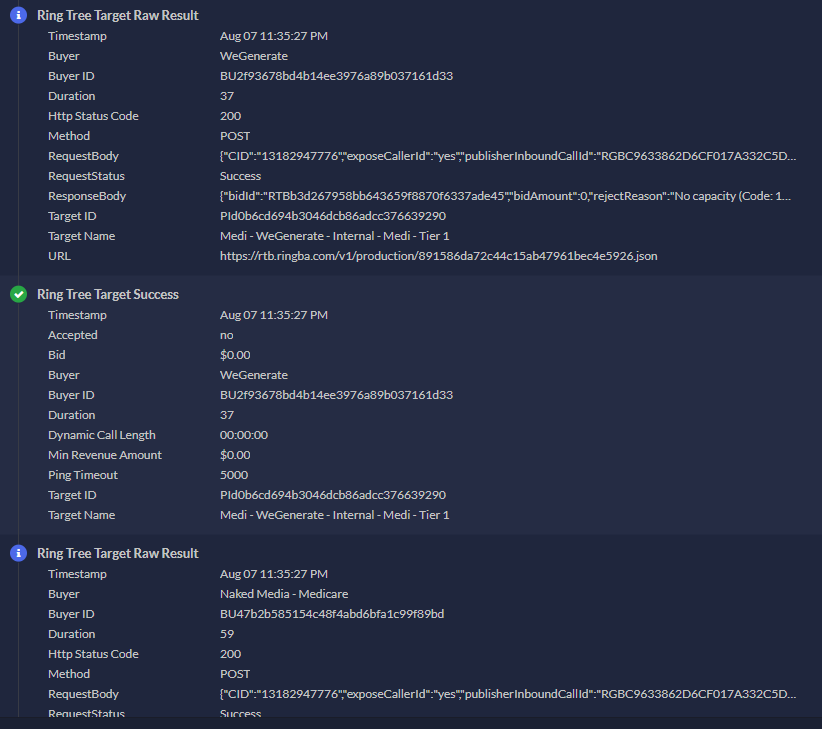 Ring Tree Target Raw Result
Timestamp Aug 07 11:35:27 PM
Buyer WeGenerate
Buyer ID BU2f93678bd4b14ee3976a89b037161d33
Duration 37
Http Status Code 200
Method POST
RequestBody {"CID":"13182947776","exposeCallerId":"yes","publisherInboundCallId":"RGBC9633862D6CF017A332C5D...
RequestStatus Success
ResponseBody {"bidId":"RTBb3d267958bb643659f8870f6337ade45","bidAmount":0,"rejectReason":"No capacity (Code: 1...
Target ID PId0b6cd694b3046dcb86adcc376639290
Target Name Medi - WeGenerate - Internal - Medi - Tier 1
URL https://rtb.ringba.com/v1/production/891586da72c44c15ab47961bec4e5926.json
Ring Tree Target Success
Timestamp Aug 07 11:35:27 PM
Accepted no
Bid $0.00
Buyer WeGenerate
Buyer ID BU2f93678bd4b14ee3976a89b037161d33
Duration 37
Dynamic Call Length 00:00:00
Min Revenue Amount $0.00
Ping Timeout 5000
Target ID PId0b6cd694b3046dcb86adcc376639290
Target Name Medi - WeGenerate - Internal - Medi - Tier 1
Ring Tree Target Raw Result
Timestamp Aug 07 11:35:27 PM
Buyer Naked Media - Medicare
Buyer ID BU47b2b585154c48f4abd6bfa1c99f89bd
Duration 59
Http Status Code 200
Method POST
RequestBody {"CID":"13182947776","exposeCallerId":"yes","publisherInboundCallId":"RGBC9633862D6CF017A332C5D...
RequestStatus Success